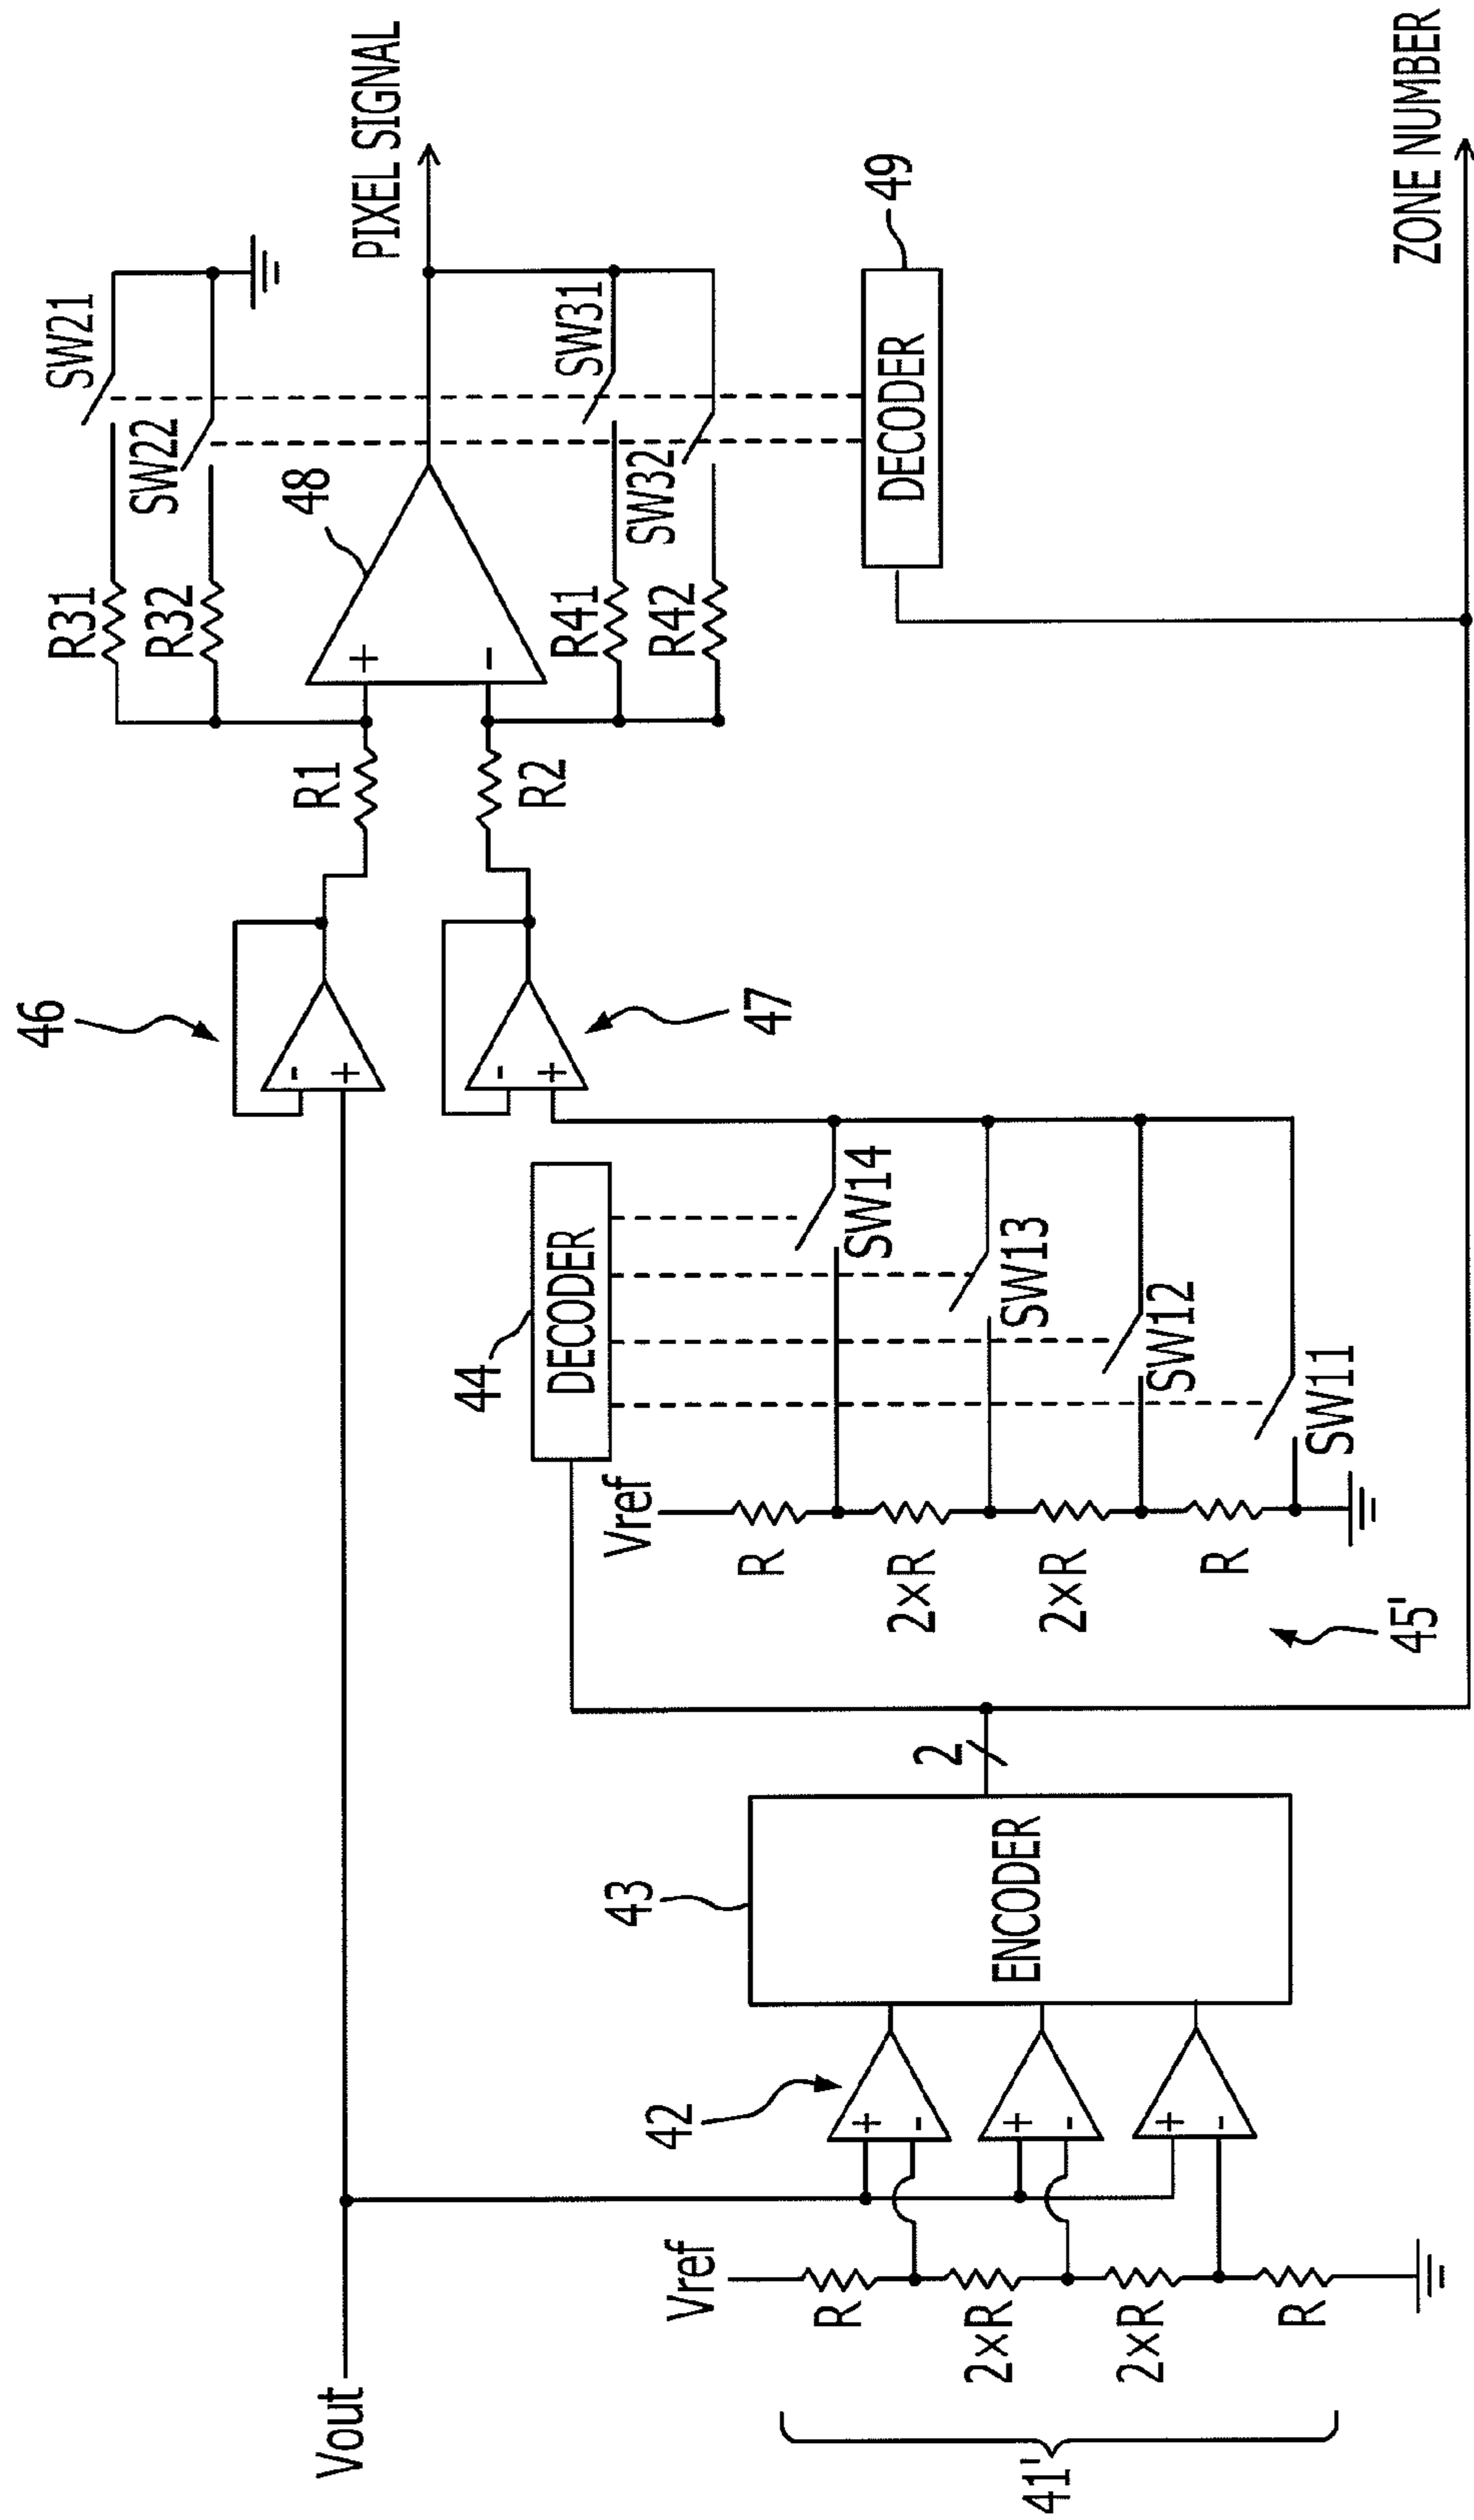 Vout
41'
Vref
R
2xR
2xR
R
42
+
-
+
-
+
-
43
ENCODER
2
44
DECODER
Vref
R
2xR
2xR
R
45'
SW14
SW13
SW12
SW11
46
-
+
47
-
+
R1
R2
R31
R32
SW21
SW22
48
+
-
R41
R42
SW31
SW32
49
DECODER
PIXEL SIGNAL
ZONE NUMBER